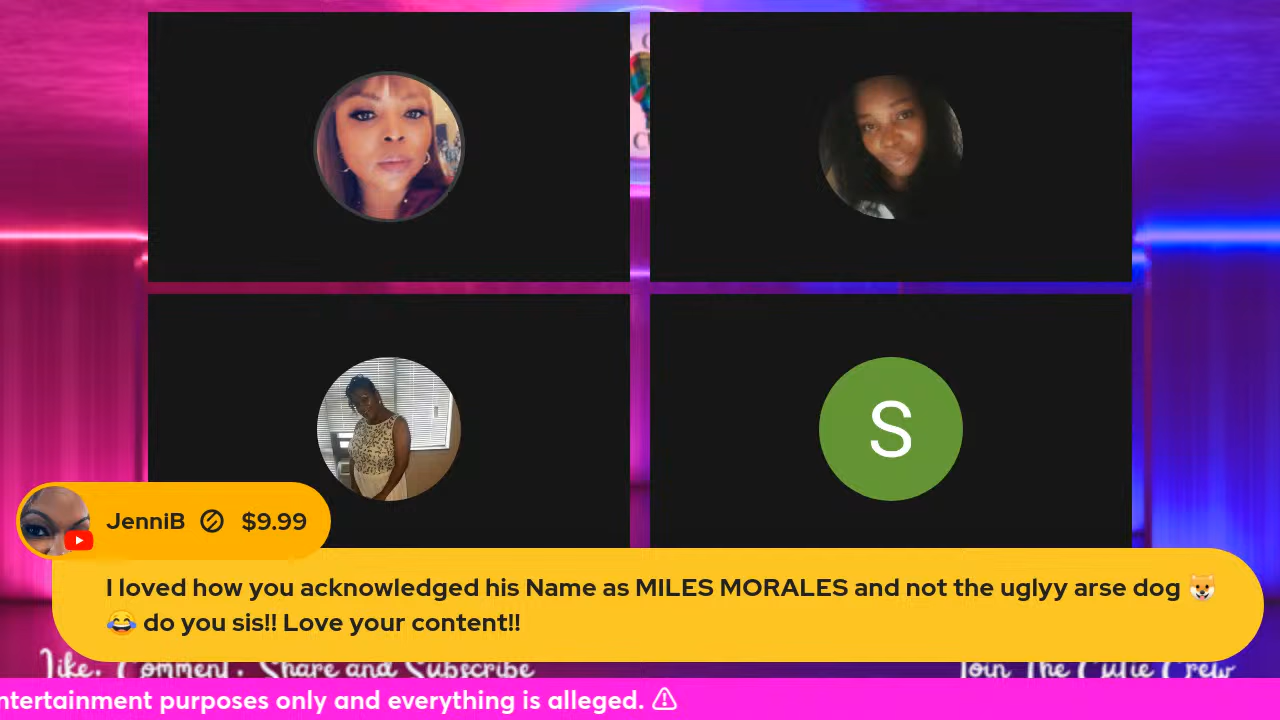 S
JenniB $9.99
I loved how you acknowledged his Name as MILES MORALES and not the uglyy arse dog 🐶
😂 do you sis!! Love your content!!
Like, Comment, Share and Subscribe
Join The CuTie Crew
ntertainment purposes only and everything is alleged. ⚠